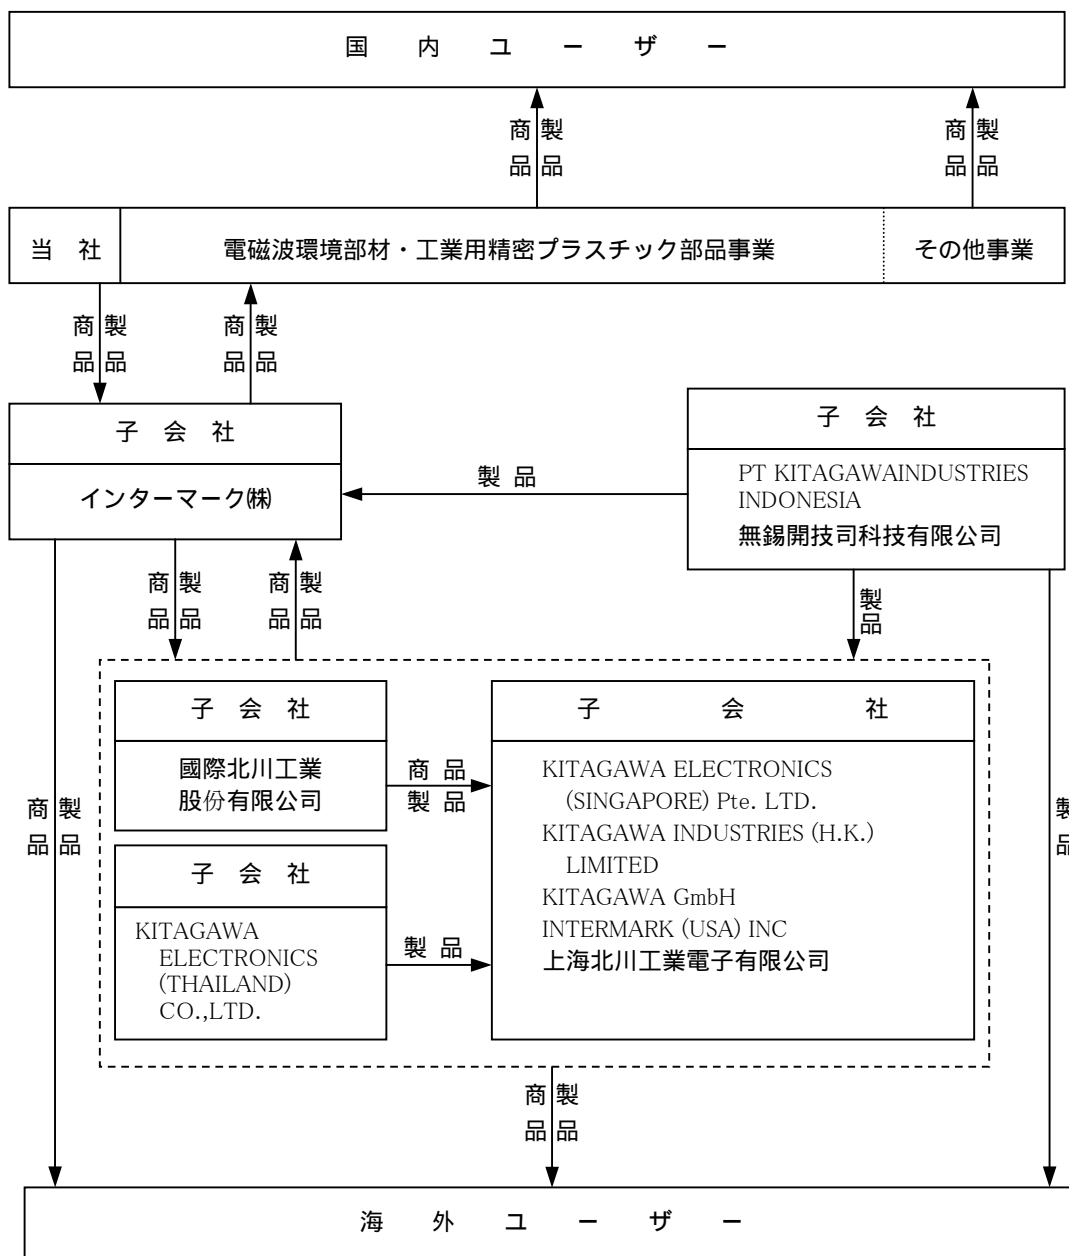 国内ユーザー
商品 製品
商品 製品
当社
電磁波環境部材・工業用精密プラスチック部品事業
その他事業
商品 製品
商品 製品
子会社
インターマーク㈱
製品
子会社
PT KITAGAWAINDUSTRIES
INDONESIA
無錫開技司科技有限公司
商品 製品
商品 製品
製品
子会社
國際北川工業
股份有限公司
商品
製品
子会社
KITAGAWA
ELECTRONICS
(THAILAND)
CO.,LTD.
製品
子会社
KITAGAWA ELECTRONICS
(SINGAPORE) Pte. LTD.
KITAGAWA INDUSTRIES (H.K.)
LIMITED
KITAGAWA GmbH
INTERMARK (USA) INC
上海北川工業電子有限公司
商品 製品
製品
商品 製品
海外ユーザー